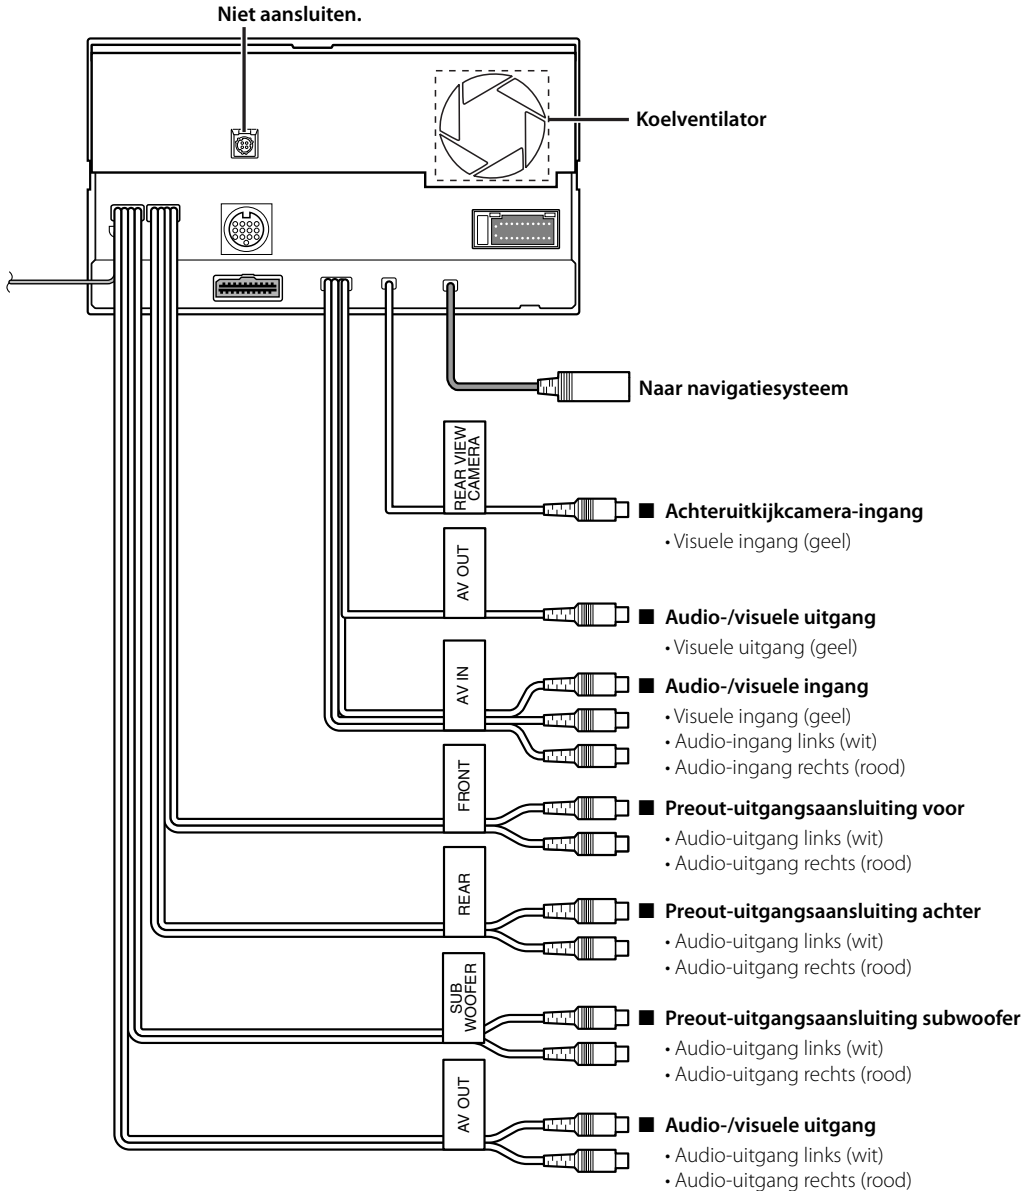 Niet aansluiten.
Koelventilator
Naar navigatiesysteem
REAR VIEW
CAMERA
■ Achteruitkijkcamera-ingang
• Visuele ingang (geel)
AV OUT
■ Audio-/visuele uitgang
• Visuele uitgang (geel)
AV IN
■ Audio-/visuele ingang
• Visuele ingang (geel)
• Audio-ingang links (wit)
• Audio-ingang rechts (rood)
FRONT
■ Preout-uitgangsaansluiting voor
• Audio-uitgang links (wit)
• Audio-uitgang rechts (rood)
REAR
■ Preout-uitgangsaansluiting achter
• Audio-uitgang links (wit)
• Audio-uitgang rechts (rood)
SUB
WOOFER
■ Preout-uitgangsaansluiting subwoofer
• Audio-uitgang links (wit)
• Audio-uitgang rechts (rood)
AV OUT
■ Audio-/visuele uitgang
• Audio-uitgang links (wit)
• Audio-uitgang rechts (rood)